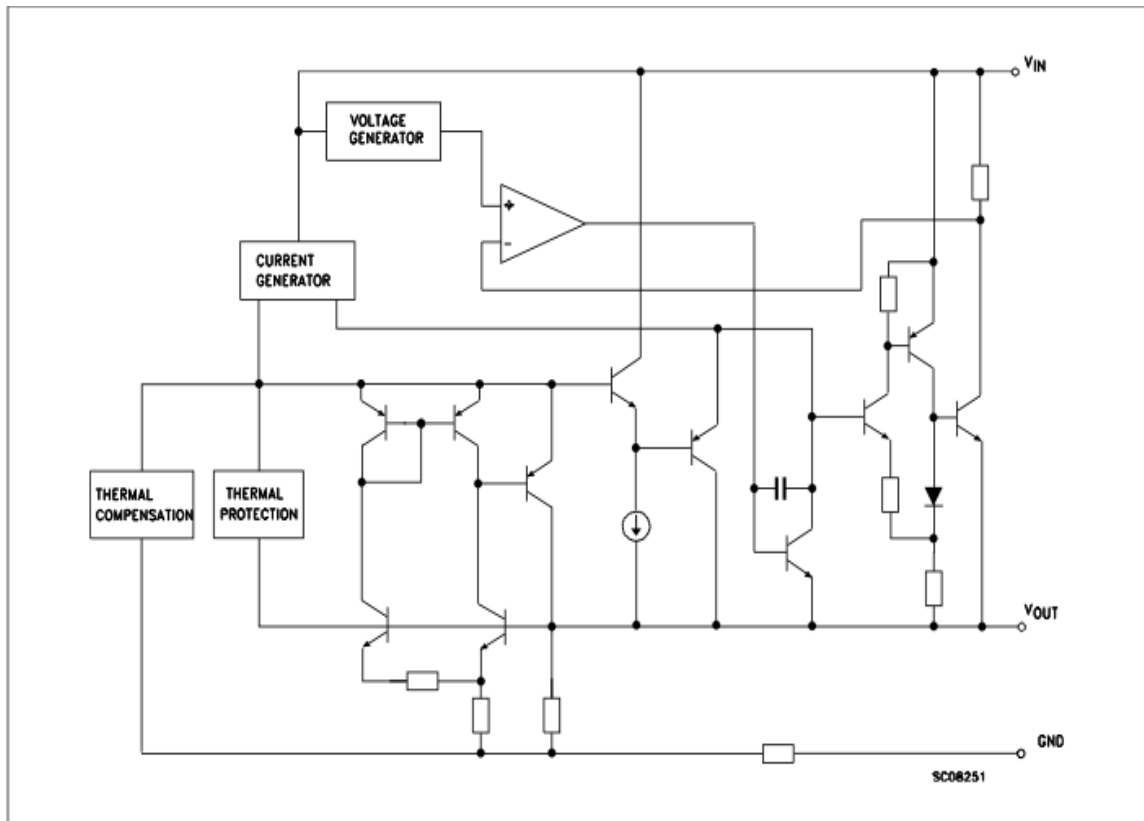 VIN
VOLTAGE
GENERATOR
+
-
CURRENT
GENERATOR
THERMAL
COMPENSATION
THERMAL
PROTECTION
VOUT
GND
SC08251